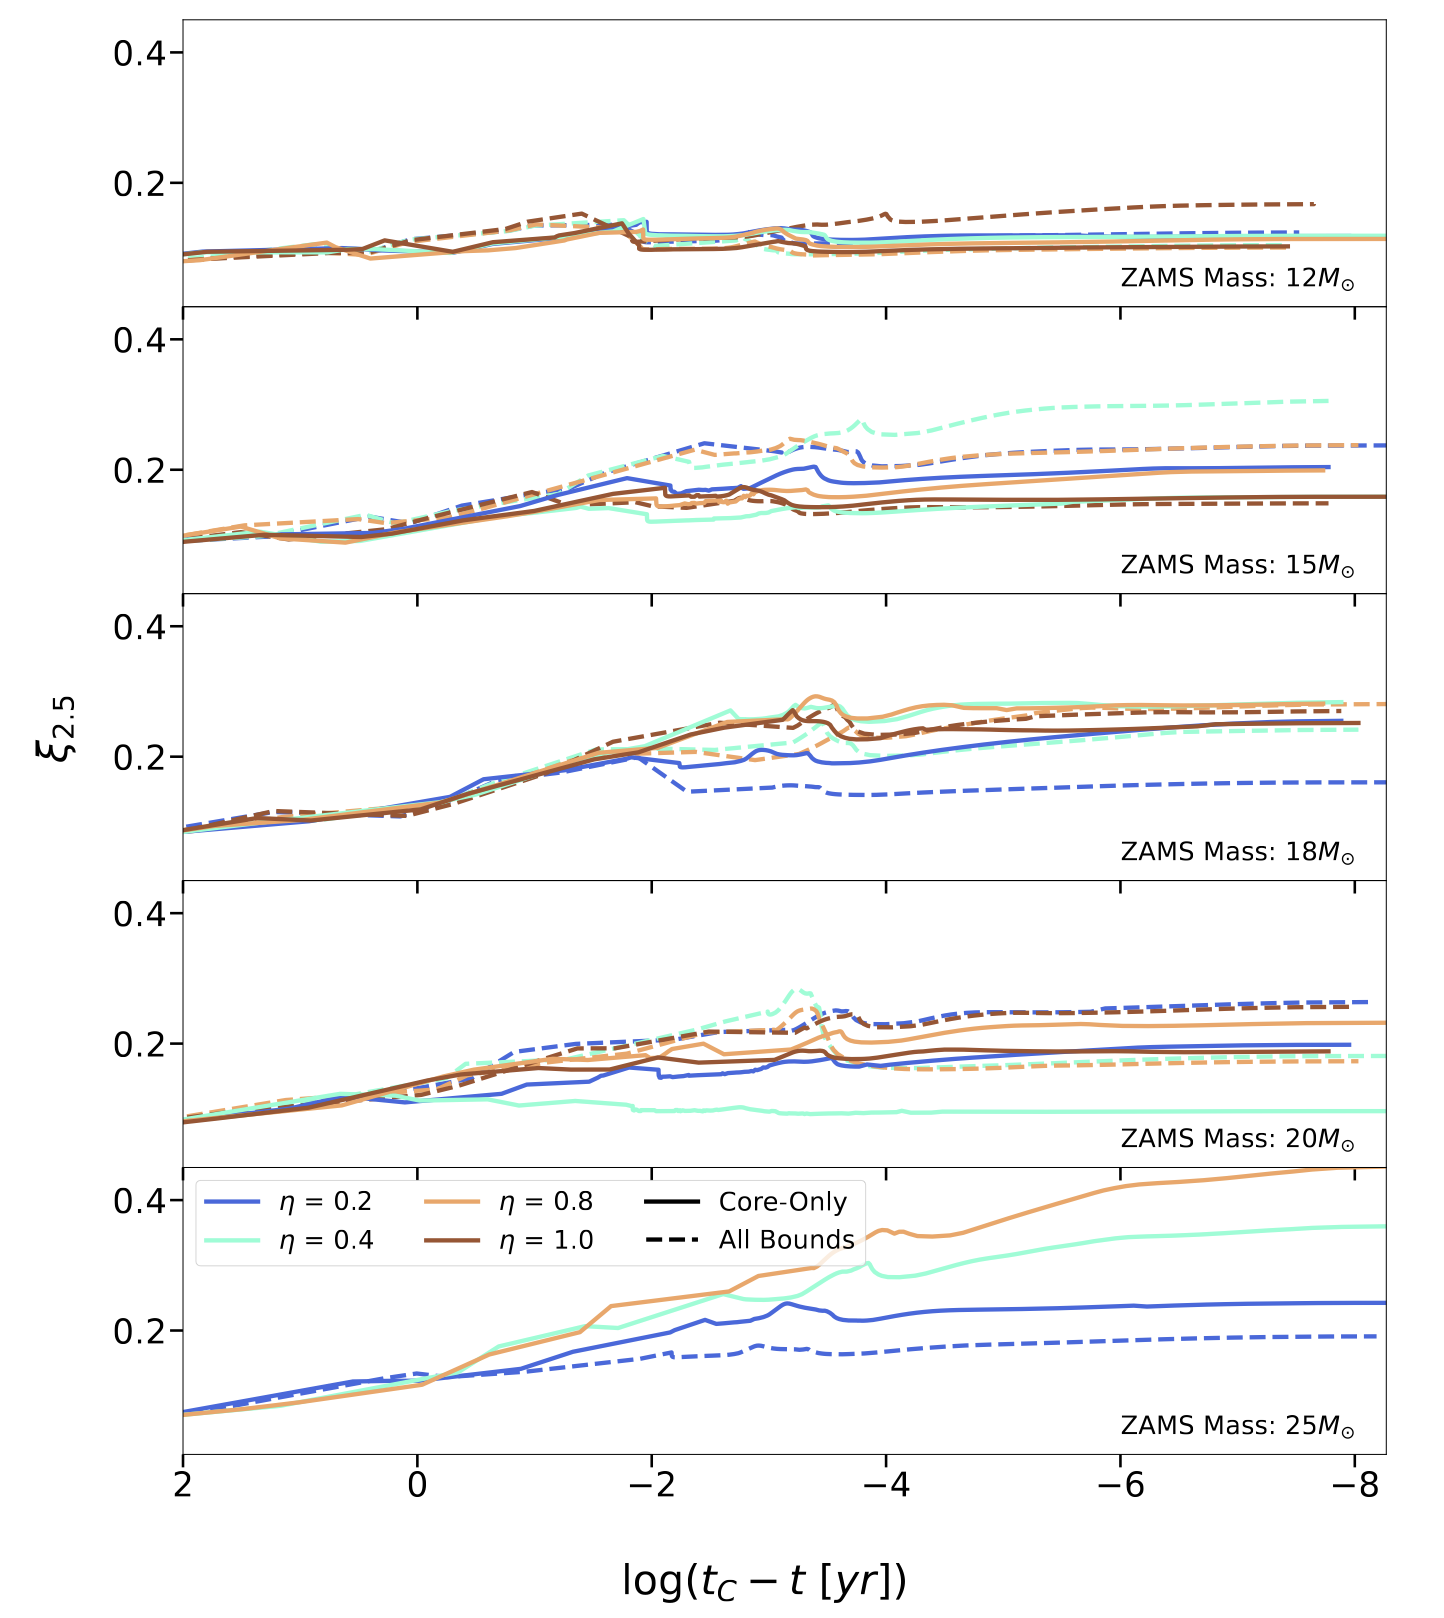 0.4
0.2
ZAMS Mass: 12M⊙
0.4
0.2
ZAMS Mass: 15M⊙
0.4
0.2
ZAMS Mass: 18M⊙
ξ2.5
0.4
0.2
ZAMS Mass: 20M⊙
0.4
0.2
η = 0.2 η = 0.8 Core-Only
η = 0.4 η = 1.0 All Bounds
ZAMS Mass: 25M⊙
2 0 −2 −4 −6 −8
log(tC − t [yr])